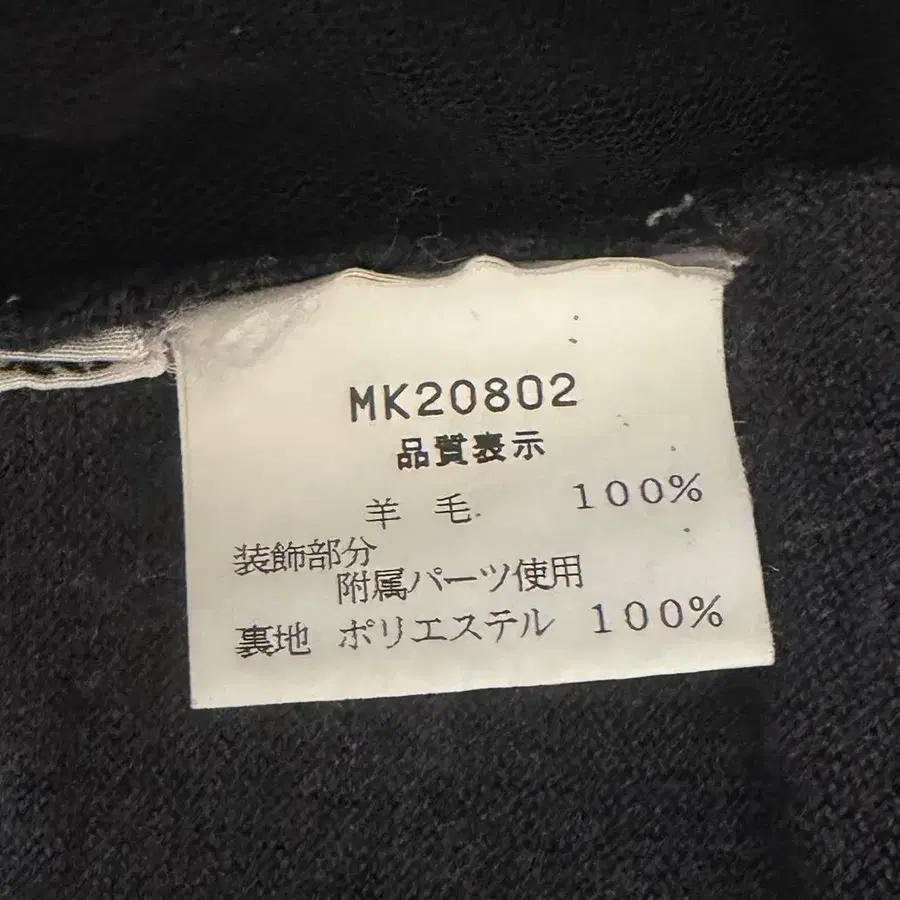 MK20802
品質表示
羊毛 100%
装飾部分
附属パーツ使用
裏地 ポリエステル 100%